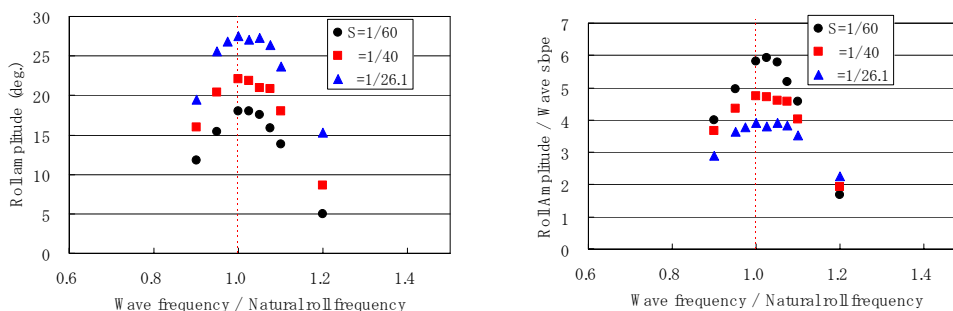 30
25
20
15
10
5
0
Roll amplitude (deg.)
S=1/60
=1/40
=1/26.1
0.6 0.8 1.0 1.2 1.4
Wave frequency / Natural roll frequency
7
6
5
4
3
2
1
0
Roll Amplitude / Wave slope
S=1/60
=1/40
=1/26.1
0.6 0.8 1.0 1.2 1.4
Wave frequency / Natural roll frequency